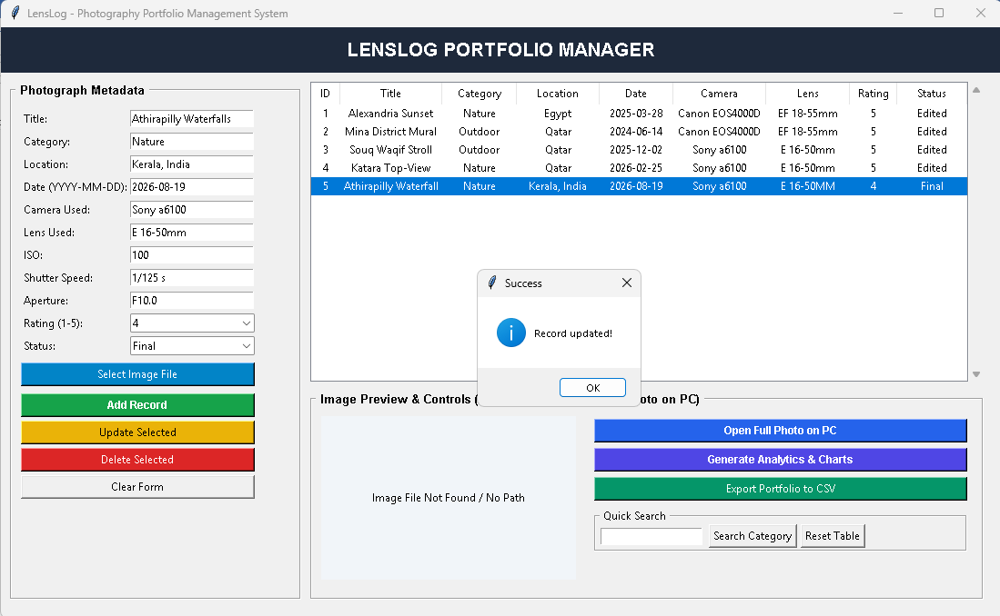 LensLog - Photography Portfolio Management System
LENSLOG PORTFOLIO MANAGER
Photograph Metadata
Title: Athirapilly Waterfalls
Category: Nature
Location: Kerala, India
Date (YYYY-MM-DD): 2026-08-19
Camera Used: Sony a6100
Lens Used: E 16-50mm
ISO: 100
Shutter Speed: 1/125 s
Aperture: F10.0
Rating (1-5): 4
Status: Final
Select Image File
Add Record
Update Selected
Delete Selected
Clear Form
ID Title Category Location Date Camera Lens Rating Status
1 Alexandria Sunset Nature Egypt 2025-03-28 Canon EOS4000D EF 18-55mm 5 Edited
2 Mina District Mural Outdoor Qatar 2024-06-14 Canon EOS4000D EF 18-55mm 5 Edited
3 Souq Waqif Stroll Outdoor Qatar 2025-12-02 Sony a6100 E 16-50mm 5 Edited
4 Katara Top-View Nature Qatar 2026-02-25 Sony a6100 E 16-50mm 5 Edited
5 Athirapilly Waterfall Nature Kerala, India 2026-08-19 Sony a6100 E 16-50MM 4 Final
Success
Record updated!
OK
Image Preview & Controls ( oto on PC)
Image File Not Found / No Path
Open Full Photo on PC
Generate Analytics & Charts
Export Portfolio to CSV
Quick Search
Search Category Reset Table